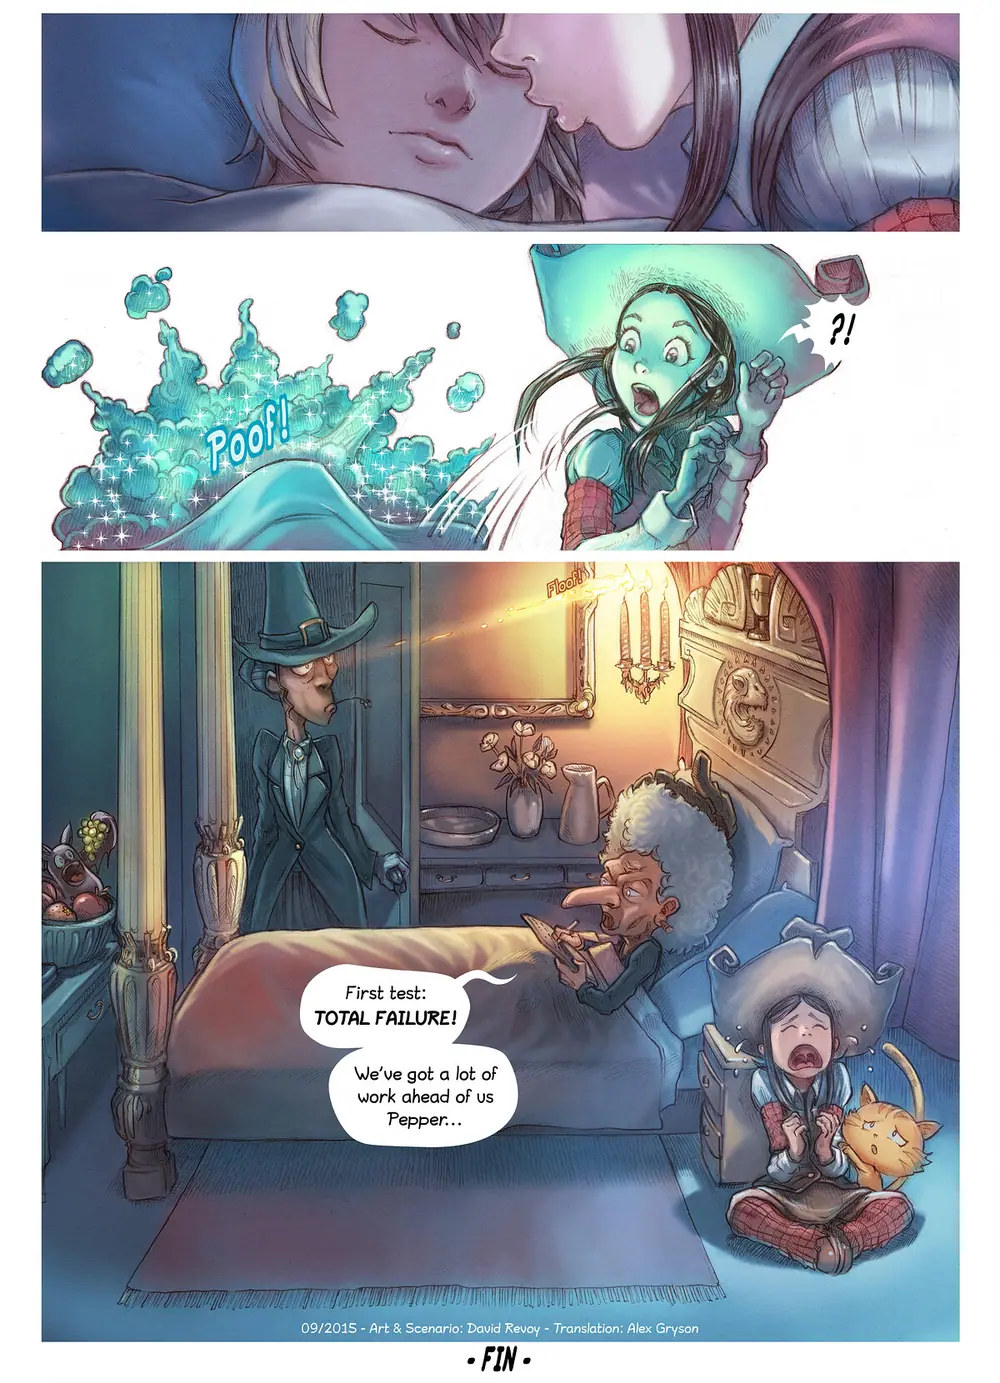 Poof!
?!
Floof!
First test:
TOTAL FAILURE!
We've got a lot of
work ahead of us
Pepper...
09/2015 - Art & Scenario: David Revoy - Translation: Alex Gryson
• FIN •